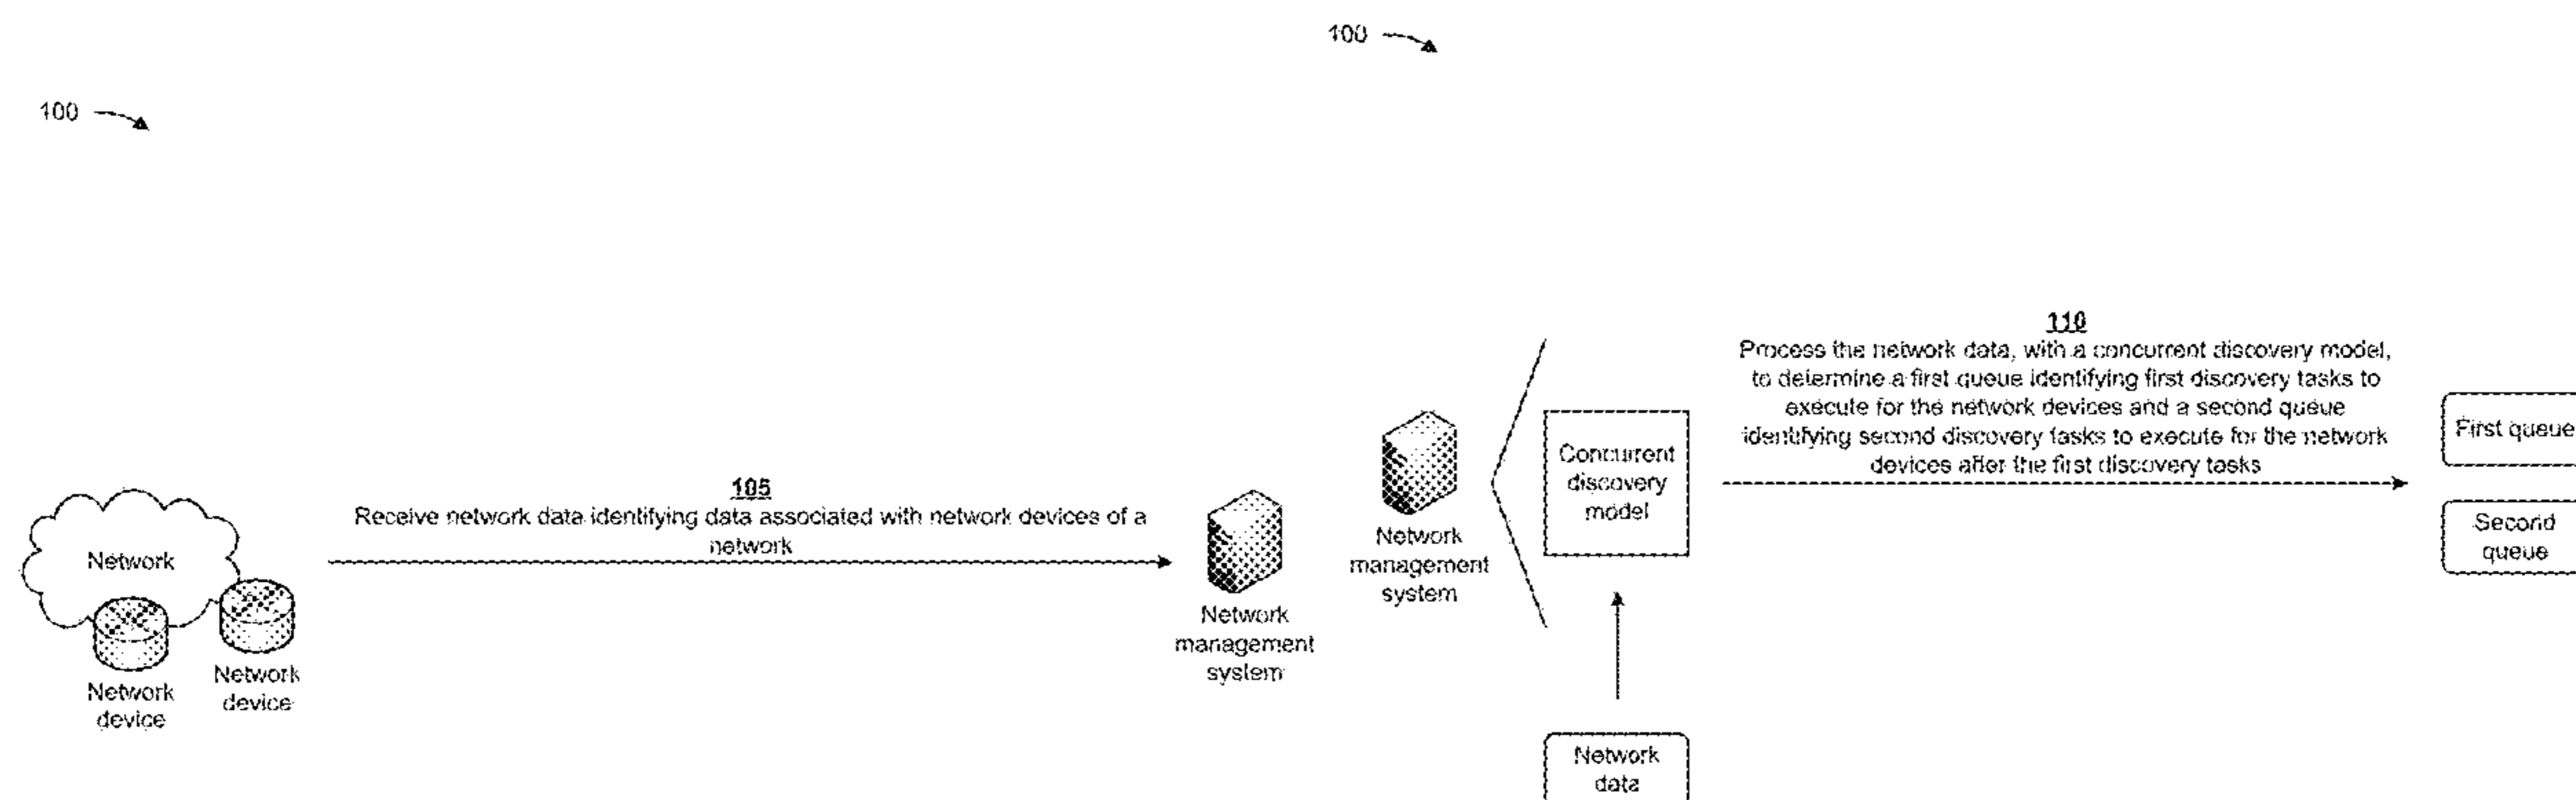 100
105
Receive network data identifying data associated with network devices of a
network
Network
Network
device
Network
device
Network
management
system
100
Network
management
system
Concurrent
discovery
model
Network
data
110
Process the network data, with a concurrent discovery model,
to determine a first queue identifying first discovery tasks to
execute for the network devices and a second queue
identifying second discovery tasks to execute for the network
devices after the first discovery tasks
First queue
Second
queue